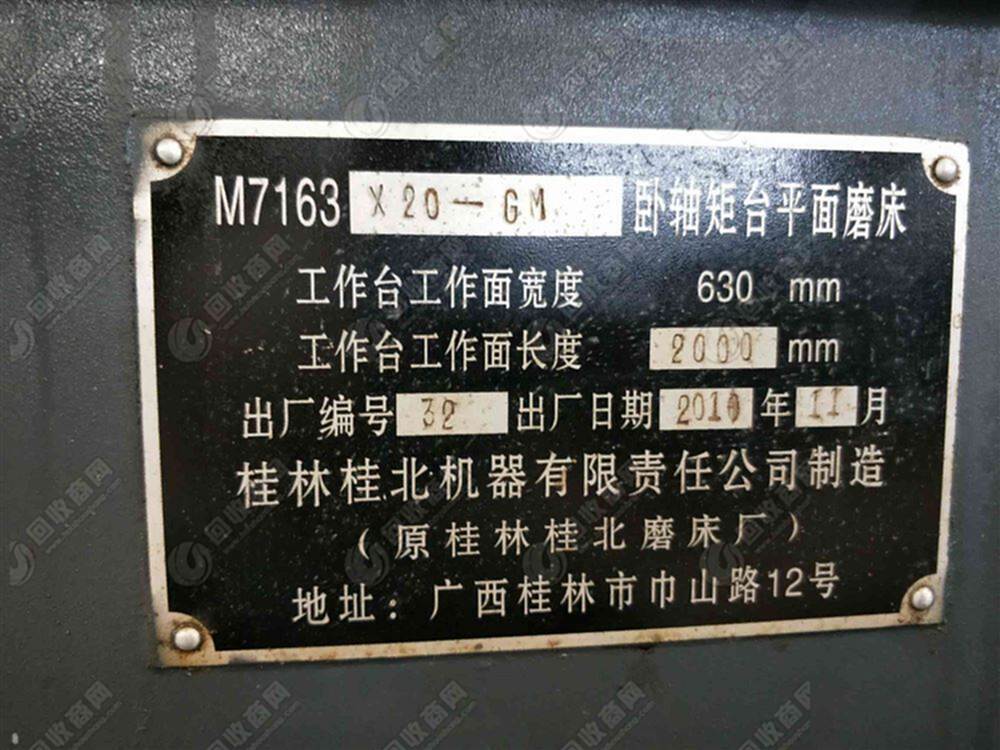 M7163 X20-GM 卧轴矩台平面磨床
工作台工作面宽度 630 mm
工作台工作面长度 2000 mm
出厂编号 32 出厂日期 2010 年 11 月
桂林桂北机器有限责任公司制造
(原桂林桂北磨床厂)
地址:广西桂林市巾山路12号
回收商网